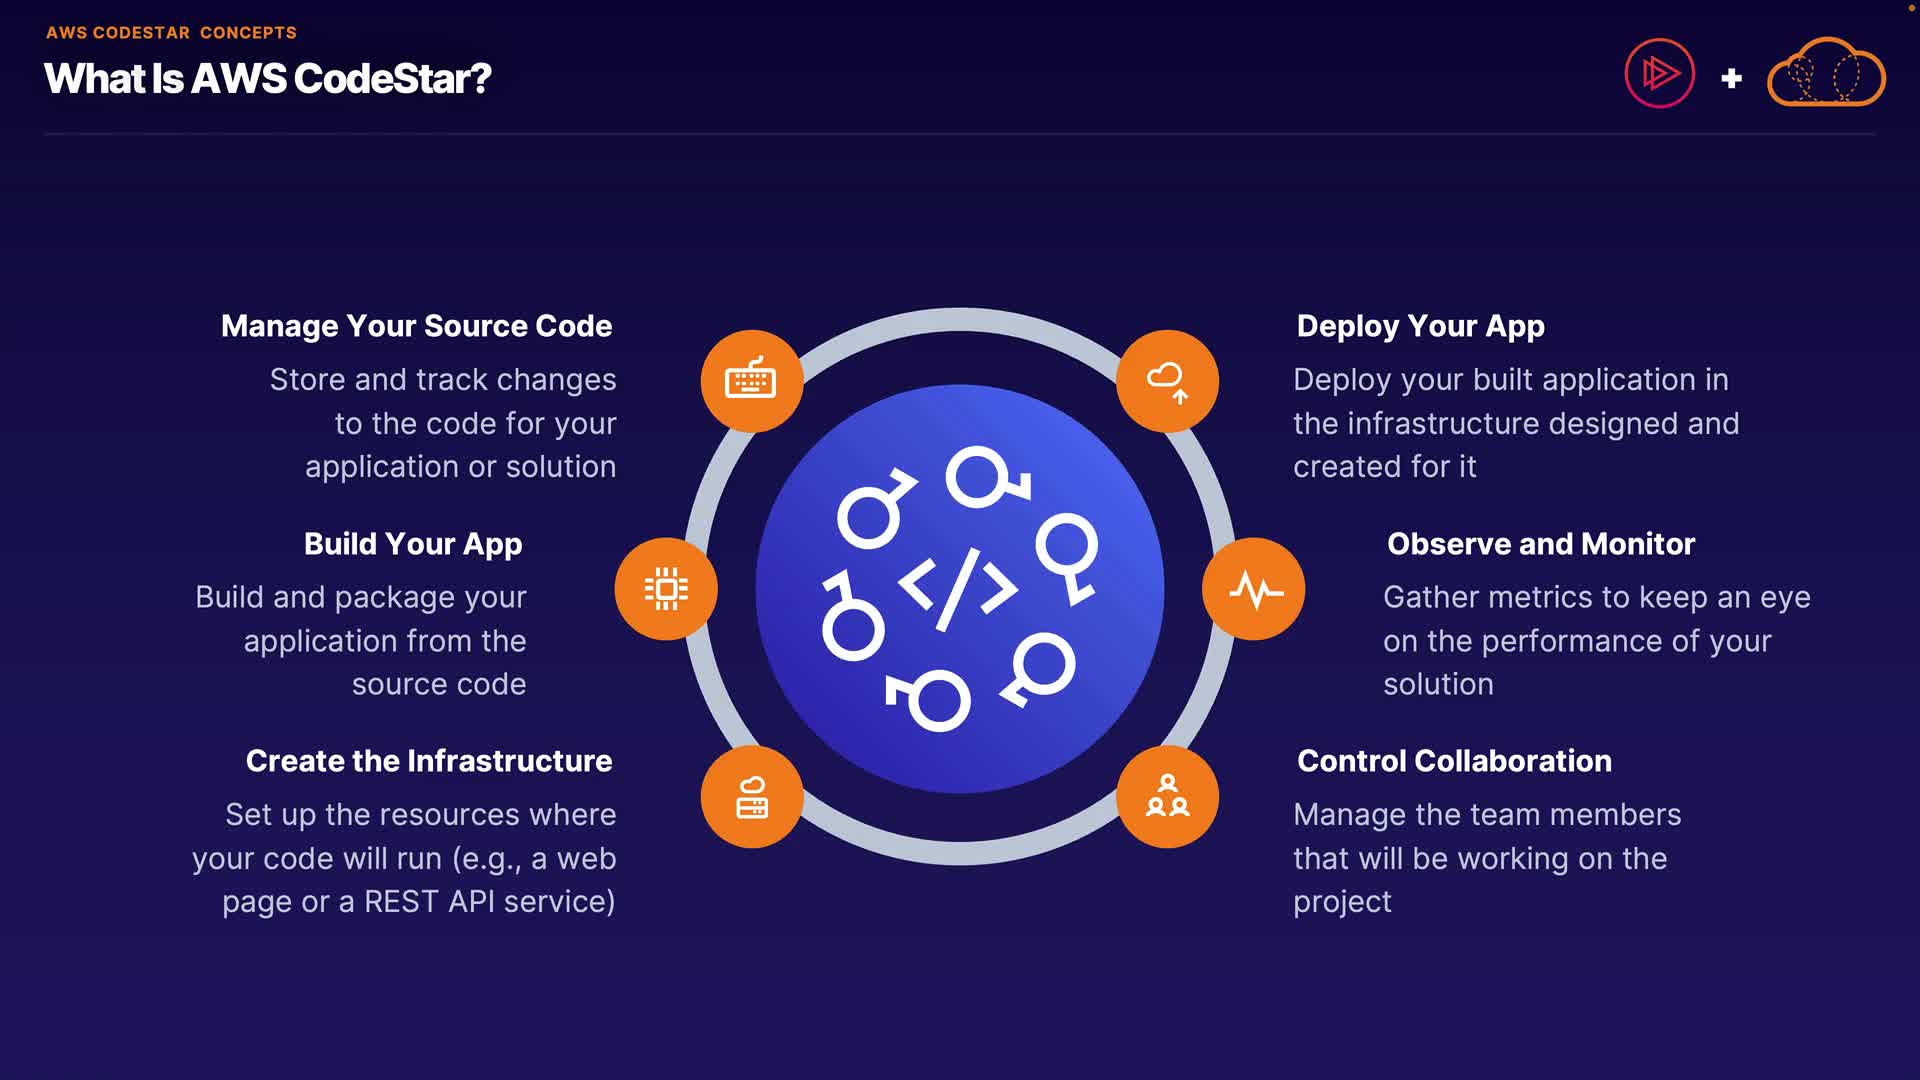 AWS CODESTAR CONCEPTS
What Is AWS CodeStar?
Manage Your Source Code
Store and track changes
to the code for your
application or solution
Build Your App
Build and package your
application from the
source code
Create the Infrastructure
Set up the resources where
your code will run (e.g., a web
page or a REST API service)
Deploy Your App
Deploy your built application in
the infrastructure designed and
created for it
Observe and Monitor
Gather metrics to keep an eye
on the performance of your
solution
Control Collaboration
Manage the team members
that will be working on the
project